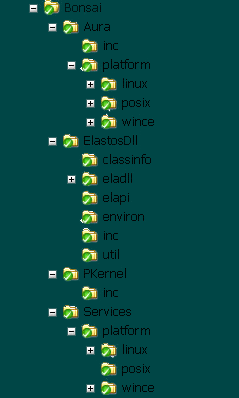 Bonsai
Aura
inc
platform
linux
posix
wince
ElastosDll
classinfo
eladll
elapi
environ
inc
util
PKernel
inc
Services
platform
linux
posix
wince